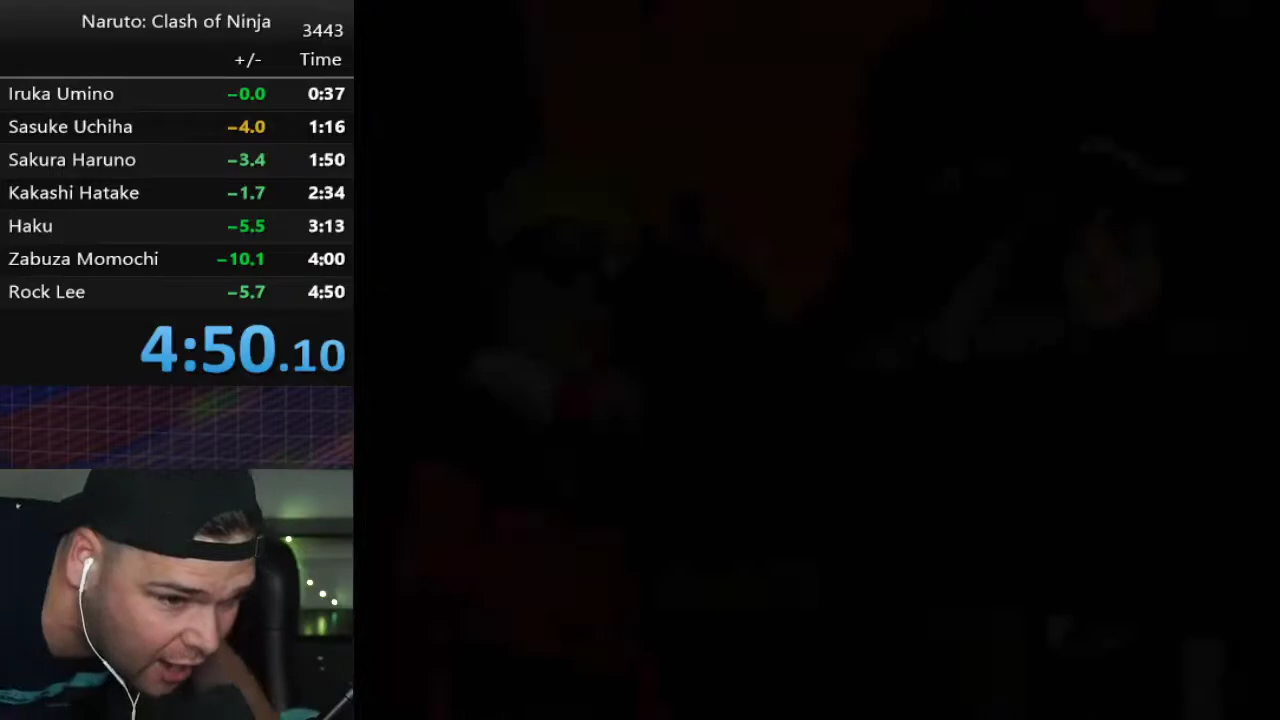 Naruto: Clash of Ninja
3443
+/- Time
Iruka Umino -0.0 0:37
Sasuke Uchiha -4.0 1:16
Sakura Haruno -3.4 1:50
Kakashi Hatake -1.7 2:34
Haku -5.5 3:13
Zabuza Momochi -10.1 4:00
Rock Lee -5.7 4:50
4:50.10